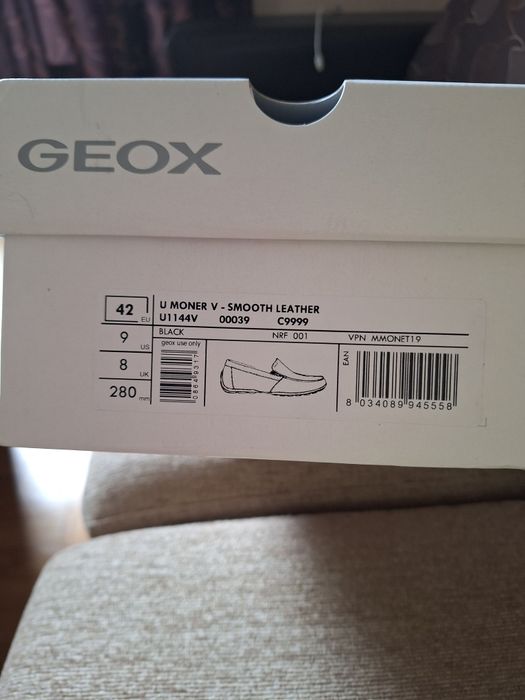 GEOX
42 EU
U MONER V - SMOOTH LEATHER
U1144V 00039 C9999
9 US
BLACK NRF 001 VPN MMONET19
8 UK
geox use only
280 mm
EAN
8 034089 945558